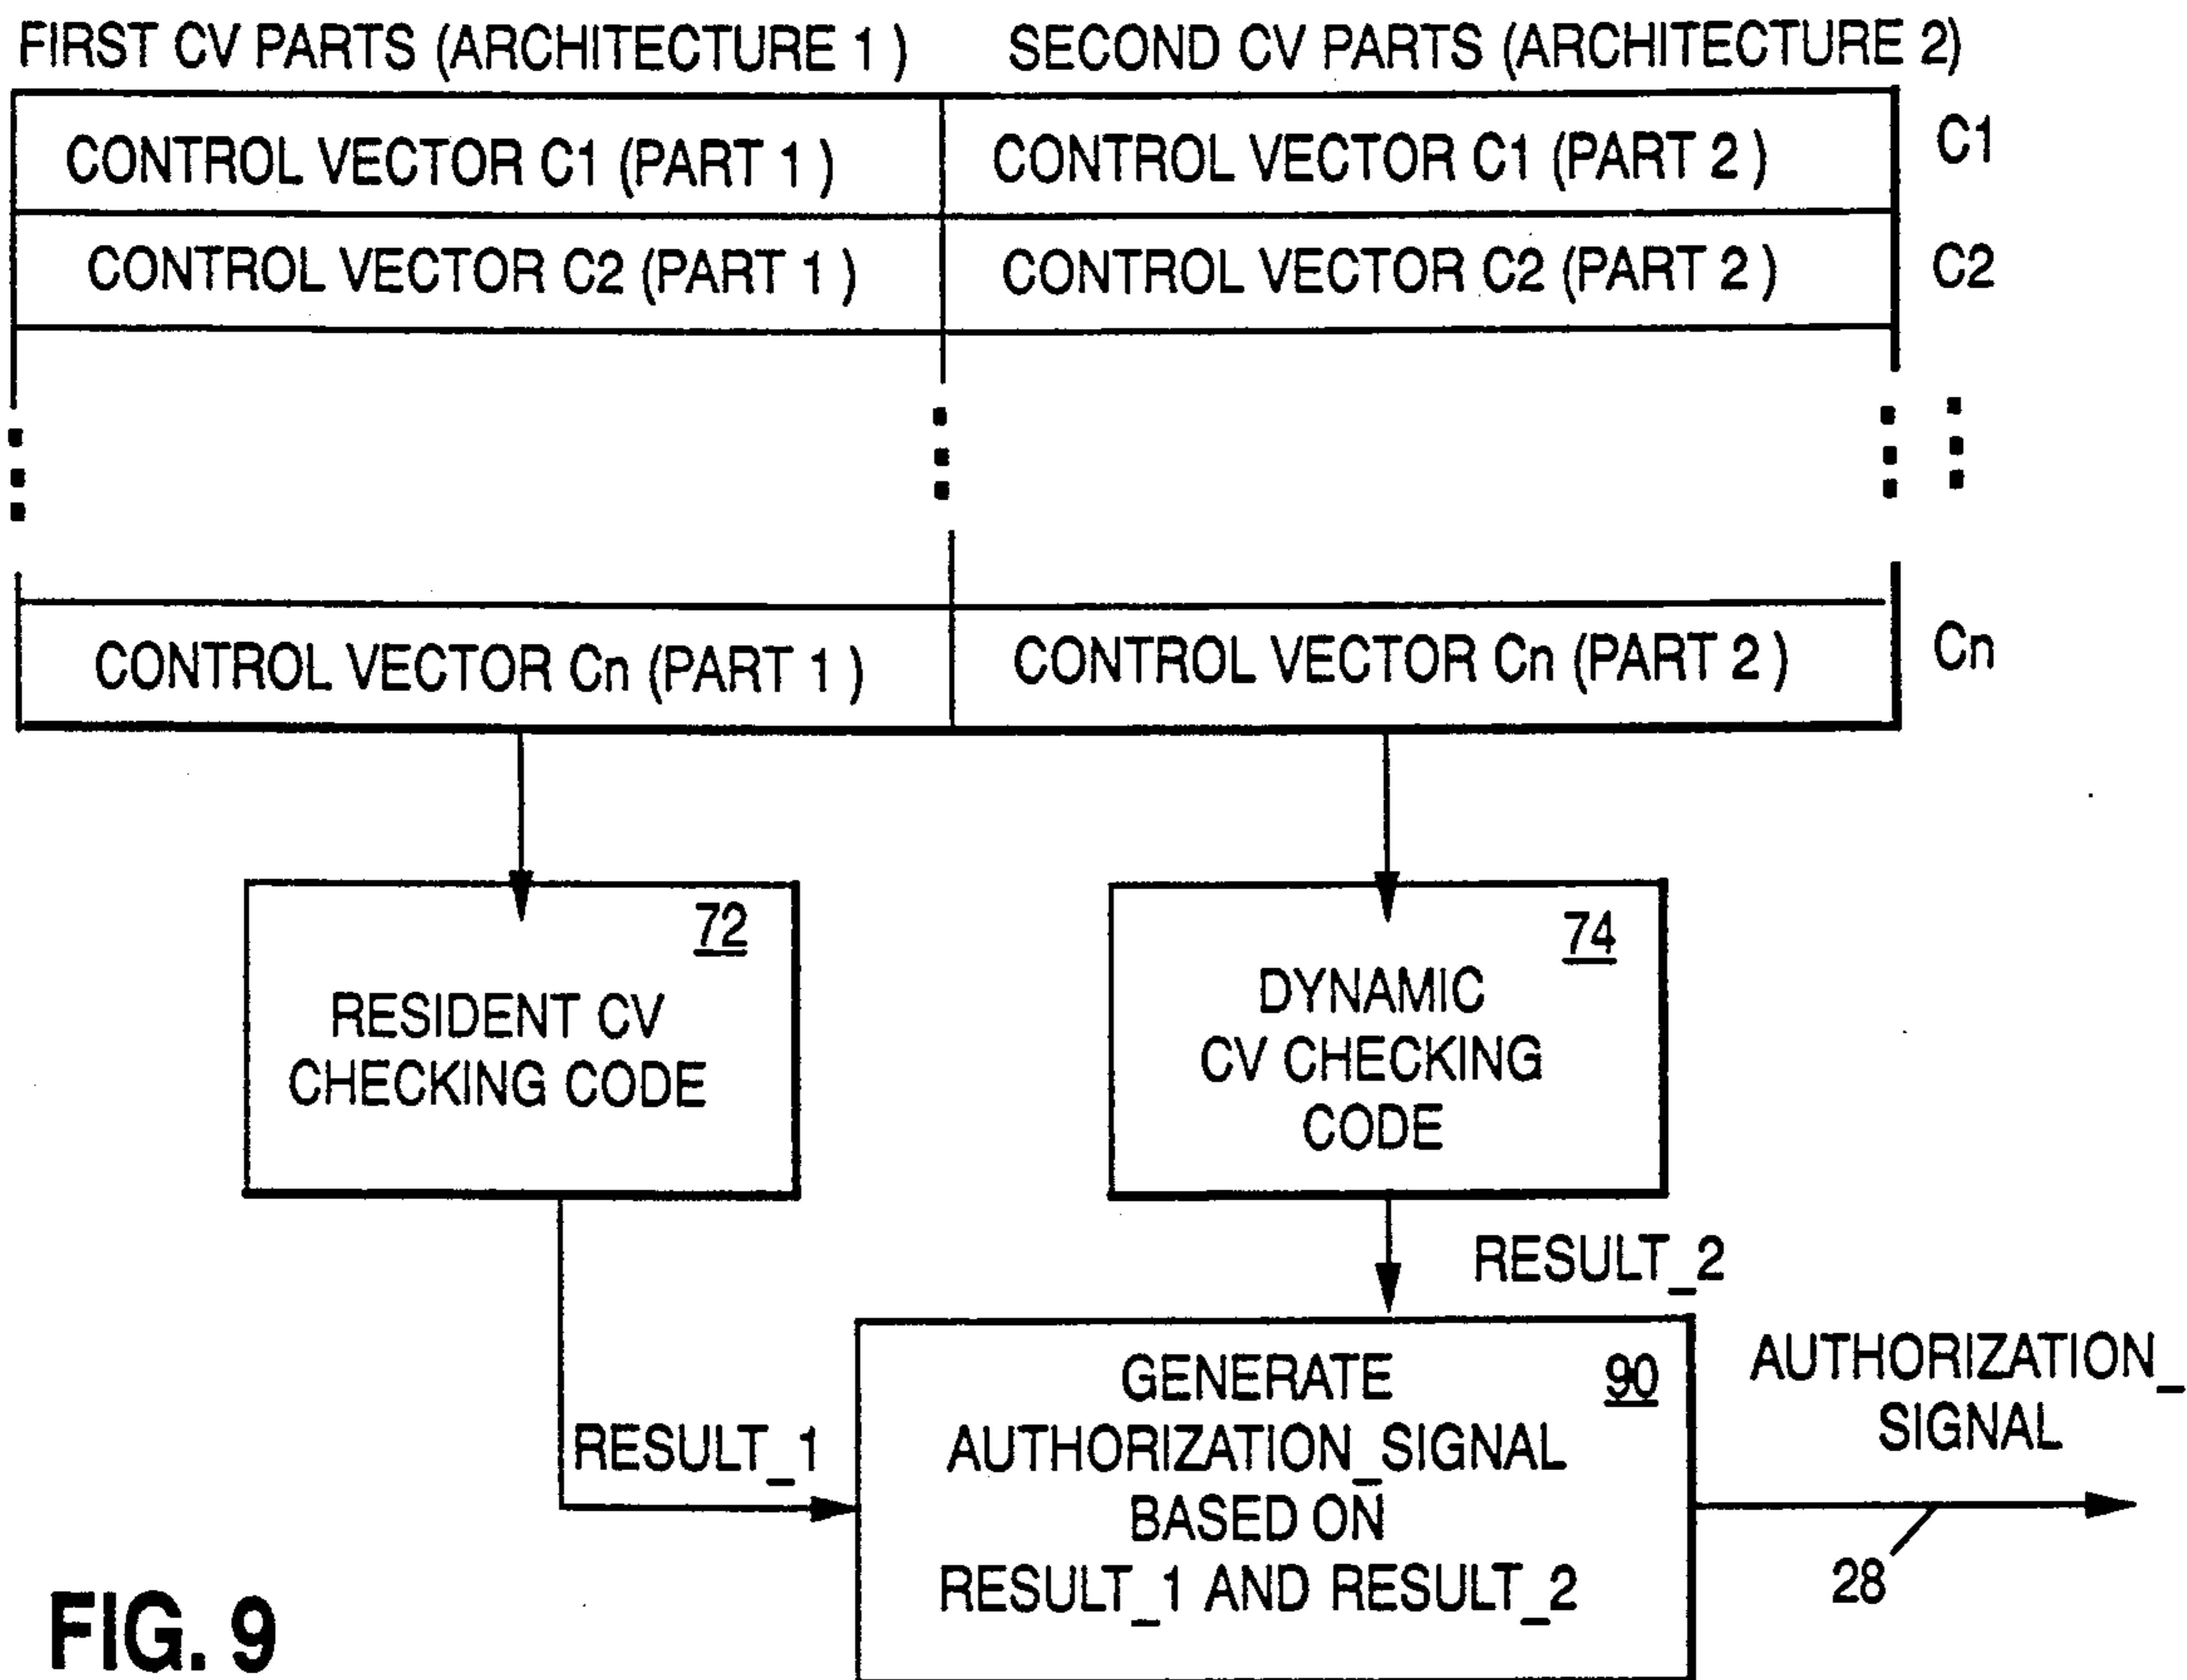 FIRST CV PARTS (ARCHITECTURE 1 ) SECOND CV PARTS (ARCHITECTURE 2)
CONTROL VECTOR C1 (PART 1 ) CONTROL VECTOR C1 (PART 2 ) C1
CONTROL VECTOR C2 (PART 1 ) CONTROL VECTOR C2 (PART 2 ) C2
CONTROL VECTOR Cn (PART 1 ) CONTROL VECTOR Cn (PART 2 ) Cn
72
RESIDENT CV
CHECKING CODE
74
DYNAMIC
CV CHECKING
CODE
RESULT_2
RESULT_1
90
GENERATE
AUTHORIZATION_SIGNAL
BASED ON
RESULT_1 AND RESULT_2
AUTHORIZATION_
SIGNAL
28
FIG. 9